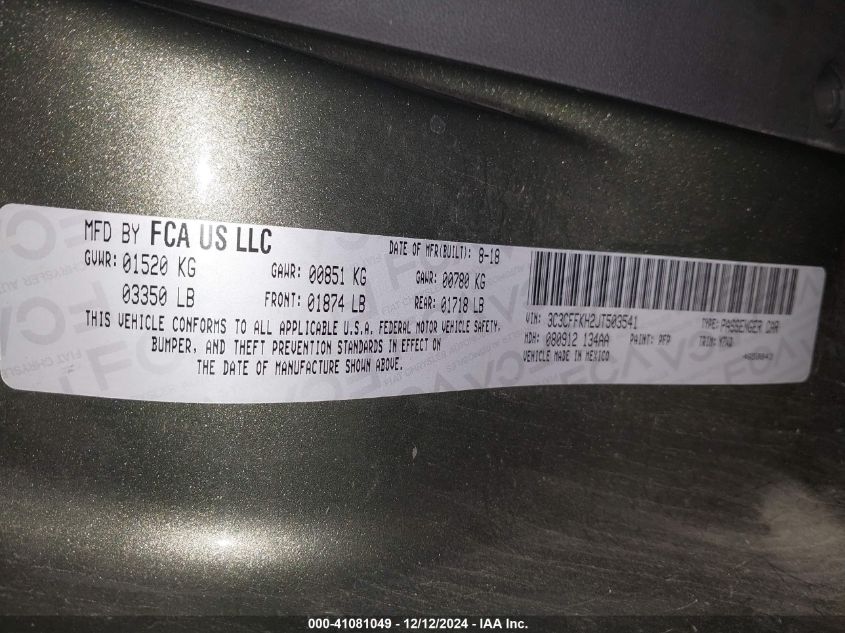 MFD BY FCA US LLC
DATE OF MFR(BUILT): 8-18
GVWR: 01520 KG GAWR: 00851 KG GAWR: 00780 KG
03350 LB FRONT: 01874 LB REAR: 01718 LB
THIS VEHICLE CONFORMS TO ALL APPLICABLE U.S.A. FEDERAL MOTOR VEHICLE SAFETY,
BUMPER, AND THEFT PREVENTION STANDARDS IN EFFECT ON
THE DATE OF MANUFACTURE SHOWN ABOVE.
VIN: 3C3CFFKH2JT503541 TYPE: PASSENGER CAR
MDH: 080912 134AA PAINT: PFP TRIM:
VEHICLE MADE IN MEXICO
000-41081049 - 12/12/2024 - IAA Inc.